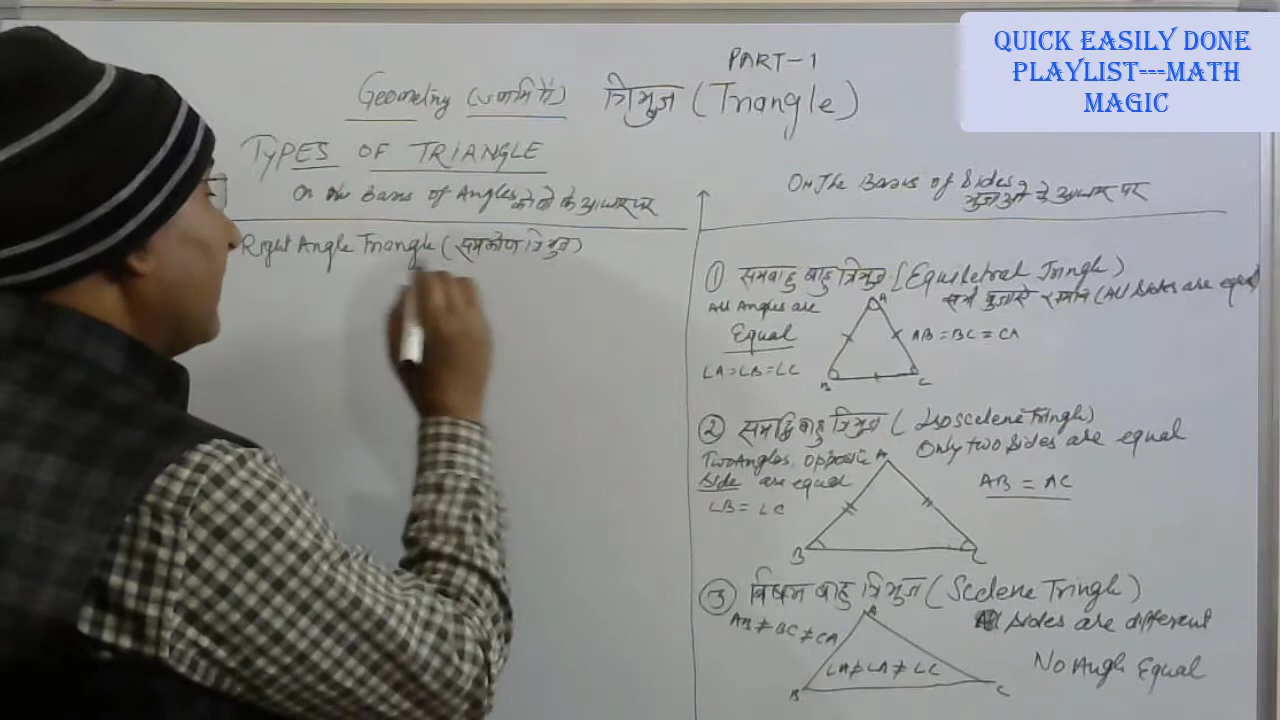 QUICK EASILY DONE
PLAYLIST---MATH
MAGIC
PART-1
Geometry त्रिभुज (Triangle)
TYPES OF TRIANGLE
On the Basis of Angles कोणों के आधार पर
Right Angle Triangle (समकोण त्रिभुज)
On The Basis of Sides
भुजाओं के आधार पर
① समबाहु बाहु त्रिभुज [Equiletral Tringle)
भुजाएं समान (All Sides are equal
All Angles are
Equal
∠A=∠B=∠C
A
B
C
AB = BC = CA
② समद्विबाहु त्रिभुज (Isoscelene Tringle)
Only two sides are equal
Two Angles opposite
Side are equal
∠B = ∠C
A
B
C
AB = AC
③ विषम बाहु त्रिभुज (Scelene Tringle)
All sides are different
AB ≠ BC ≠ CA
A
B
C
∠A≠∠A≠∠C
No Angle Equal